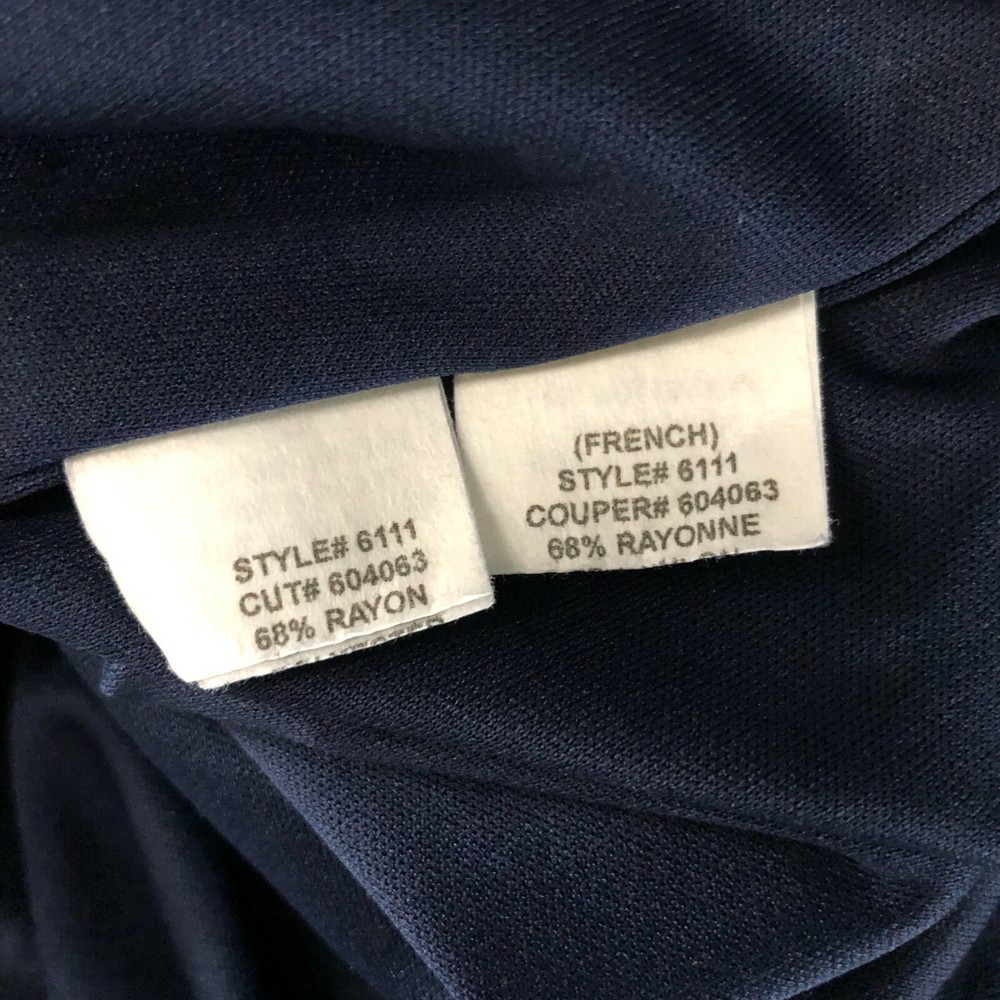 STYLE# 6111
CUT# 604063
68% RAYON
(FRENCH)
STYLE# 6111
COUPER# 604063
68% RAYONNE